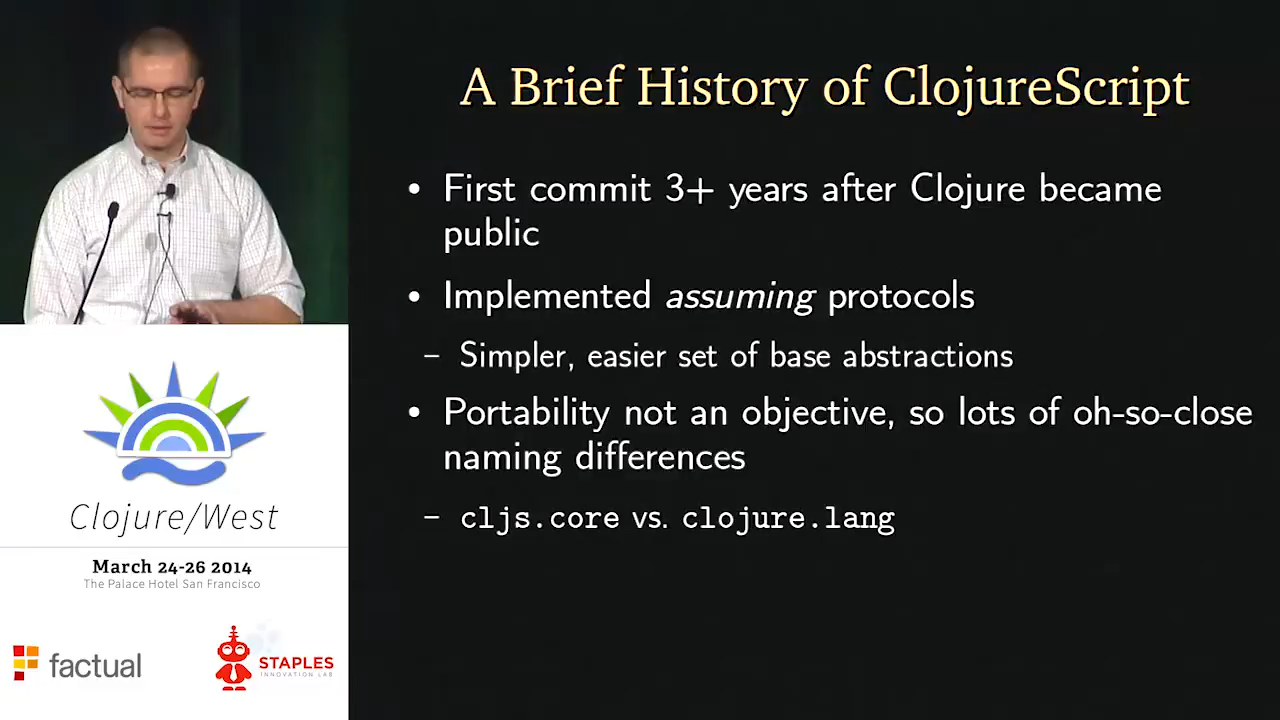 A Brief History of ClojureScript
• First commit 3+ years after Clojure became
public
• Implemented assuming protocols
– Simpler, easier set of base abstractions
• Portability not an objective, so lots of oh-so-close
naming differences
– cljs.core vs. clojure.lang
Clojure/West
March 24-26 2014
The Palace Hotel San Francisco
factual
STAPLES
INNOVATION LAB